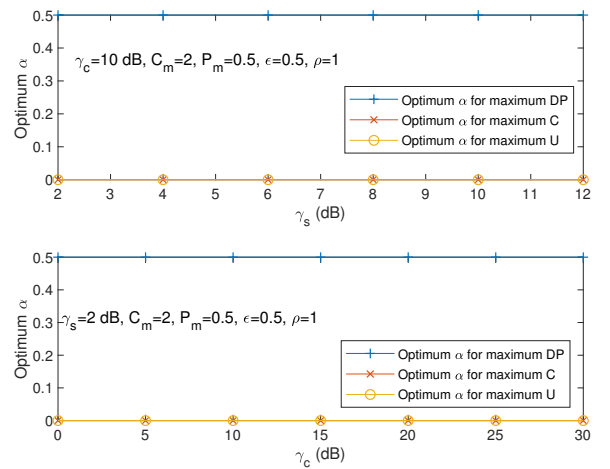 0.5
γc=10 dB, Cm=2, Pm=0.5, ϵ=0.5, ρ=1
0.4
0.3
Optimum α for maximum DP
0.2
Optimum α for maximum C
Optimum α for maximum U
0.1
0
Optimum α
2 3 4 5 6 7 8 9 10 11 12
γs (dB)
0.5
0.4
γs=2 dB, Cm=2, Pm=0.5, ϵ=0.5, ρ=1
0.3
0.2
Optimum α for maximum DP
Optimum α for maximum C
0.1
Optimum α for maximum U
0
Optimum α
0 5 10 15 20 25 30
γc (dB)